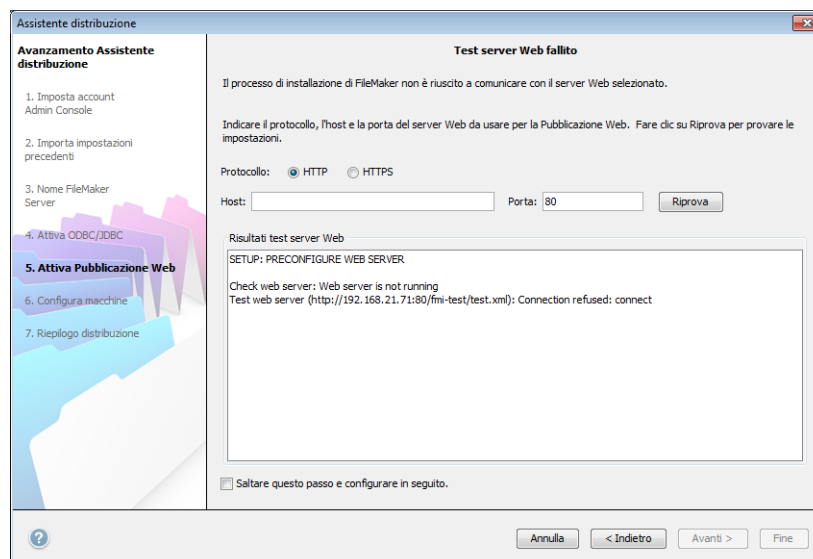 Assistente distribuzione
Avanzamento Assistente
distribuzione
1. Imposta account
Admin Console
2. Importa impostazioni
precedenti
3. Nome FileMaker
Server
4. Attiva ODBC/JDBC
5. Attiva Pubblicazione Web
6. Configura macchine
7. Riepilogo distribuzione
Test server Web fallito
Il processo di installazione di FileMaker non è riuscito a comunicare con il server Web selezionato.
Indicare il protocollo, l'host e la porta del server Web da usare per la Pubblicazione Web. Fare clic su Riprova per provare le
impostazioni.
Protocollo: HTTP HTTPS
Host: Porta: 80 Riprova
Risultati test server Web
SETUP: PRECONFIGURE WEB SERVER
Check web server: Web server is not running
Test web server (http://192.168.21.71:80/fmi-test/test.xml): Connection refused: connect
Saltare questo passo e configurare in seguito.
? Annulla < Indietro Avanti > Fine